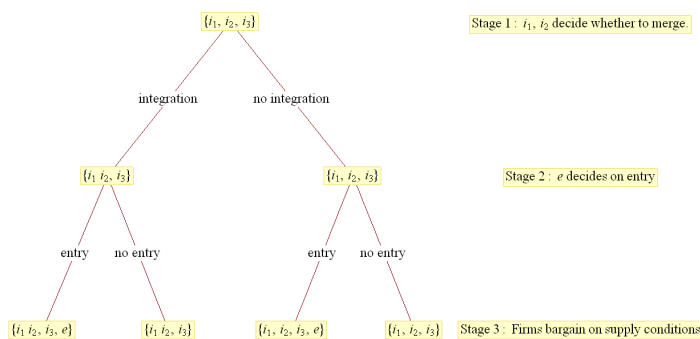 {i₁, i₂, i₃}
Stage 1 : i₁, i₂ decide whether to merge.
integration
no integration
{i₁ i₂, i₃}
{i₁, i₂, i₃}
Stage 2 : e decides on entry
entry
no entry
entry
no entry
{i₁ i₂, i₃, e}
{i₁ i₂, i₃}
{i₁, i₂, i₃, e}
{i₁, i₂, i₃}
Stage 3 : Firms bargain on supply conditions